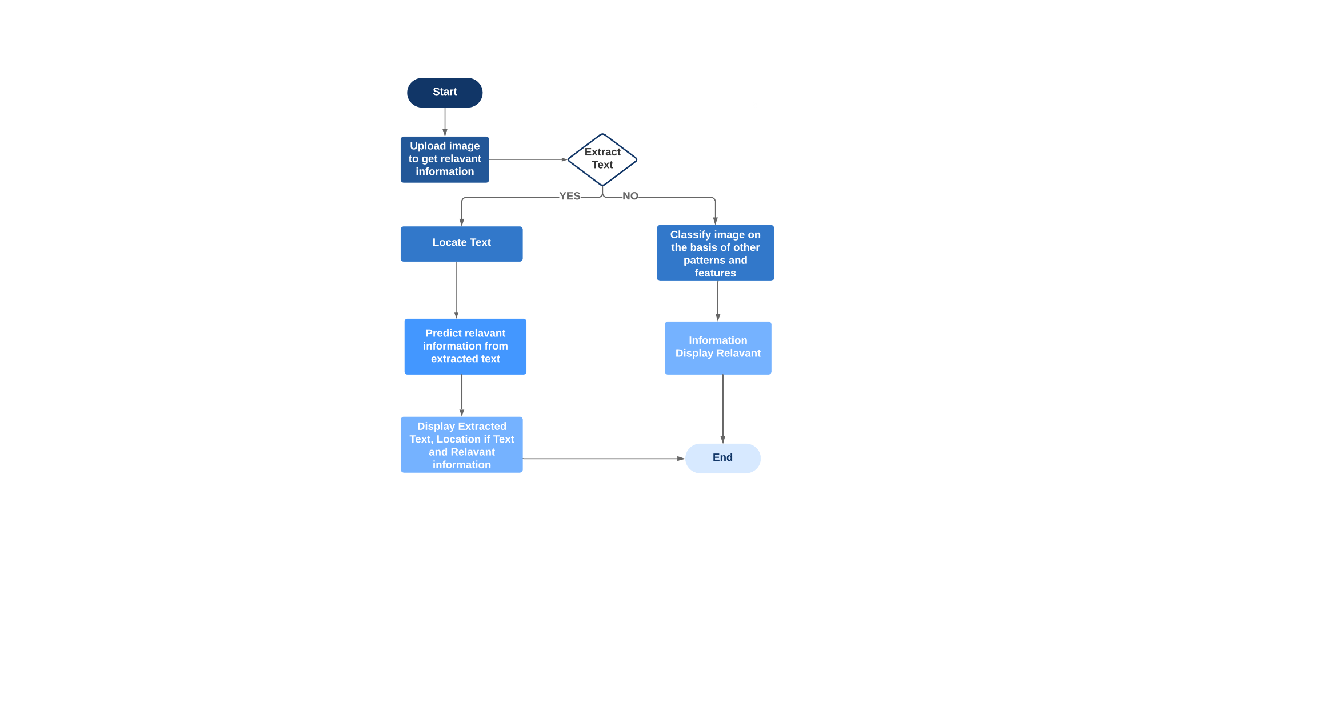 Start
Upload image
to get relavant
information
Extract
Text
YES
NO
Locate Text
Classify image on
the basis of other
patterns and
features
Predict relavant
information from
extracted text
Information
Display Relavant
Display Extracted
Text, Location if Text
and Relavant
information
End